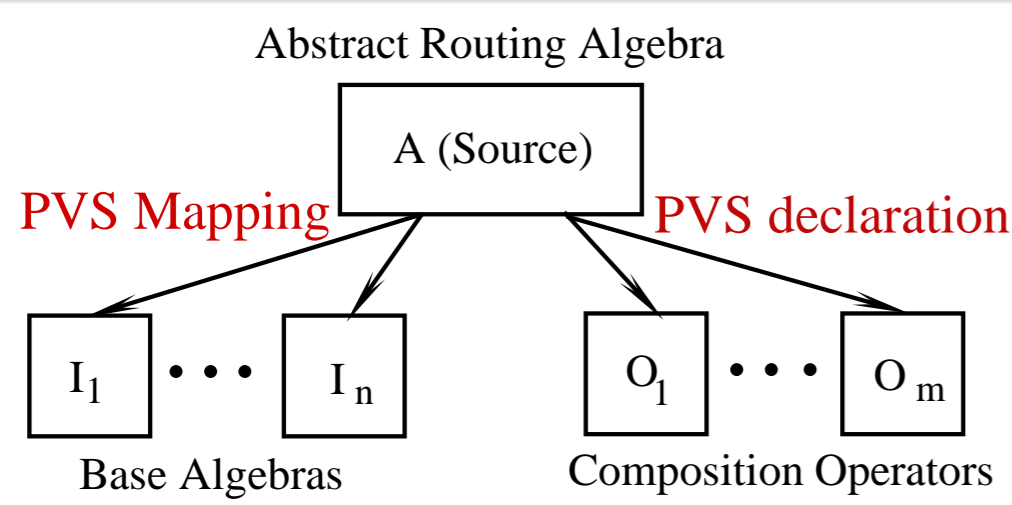 Abstract Routing Algebra
A (Source)
PVS Mapping
PVS declaration
I1
• • •
I n
O1
• • •
O m
Base Algebras
Composition Operators